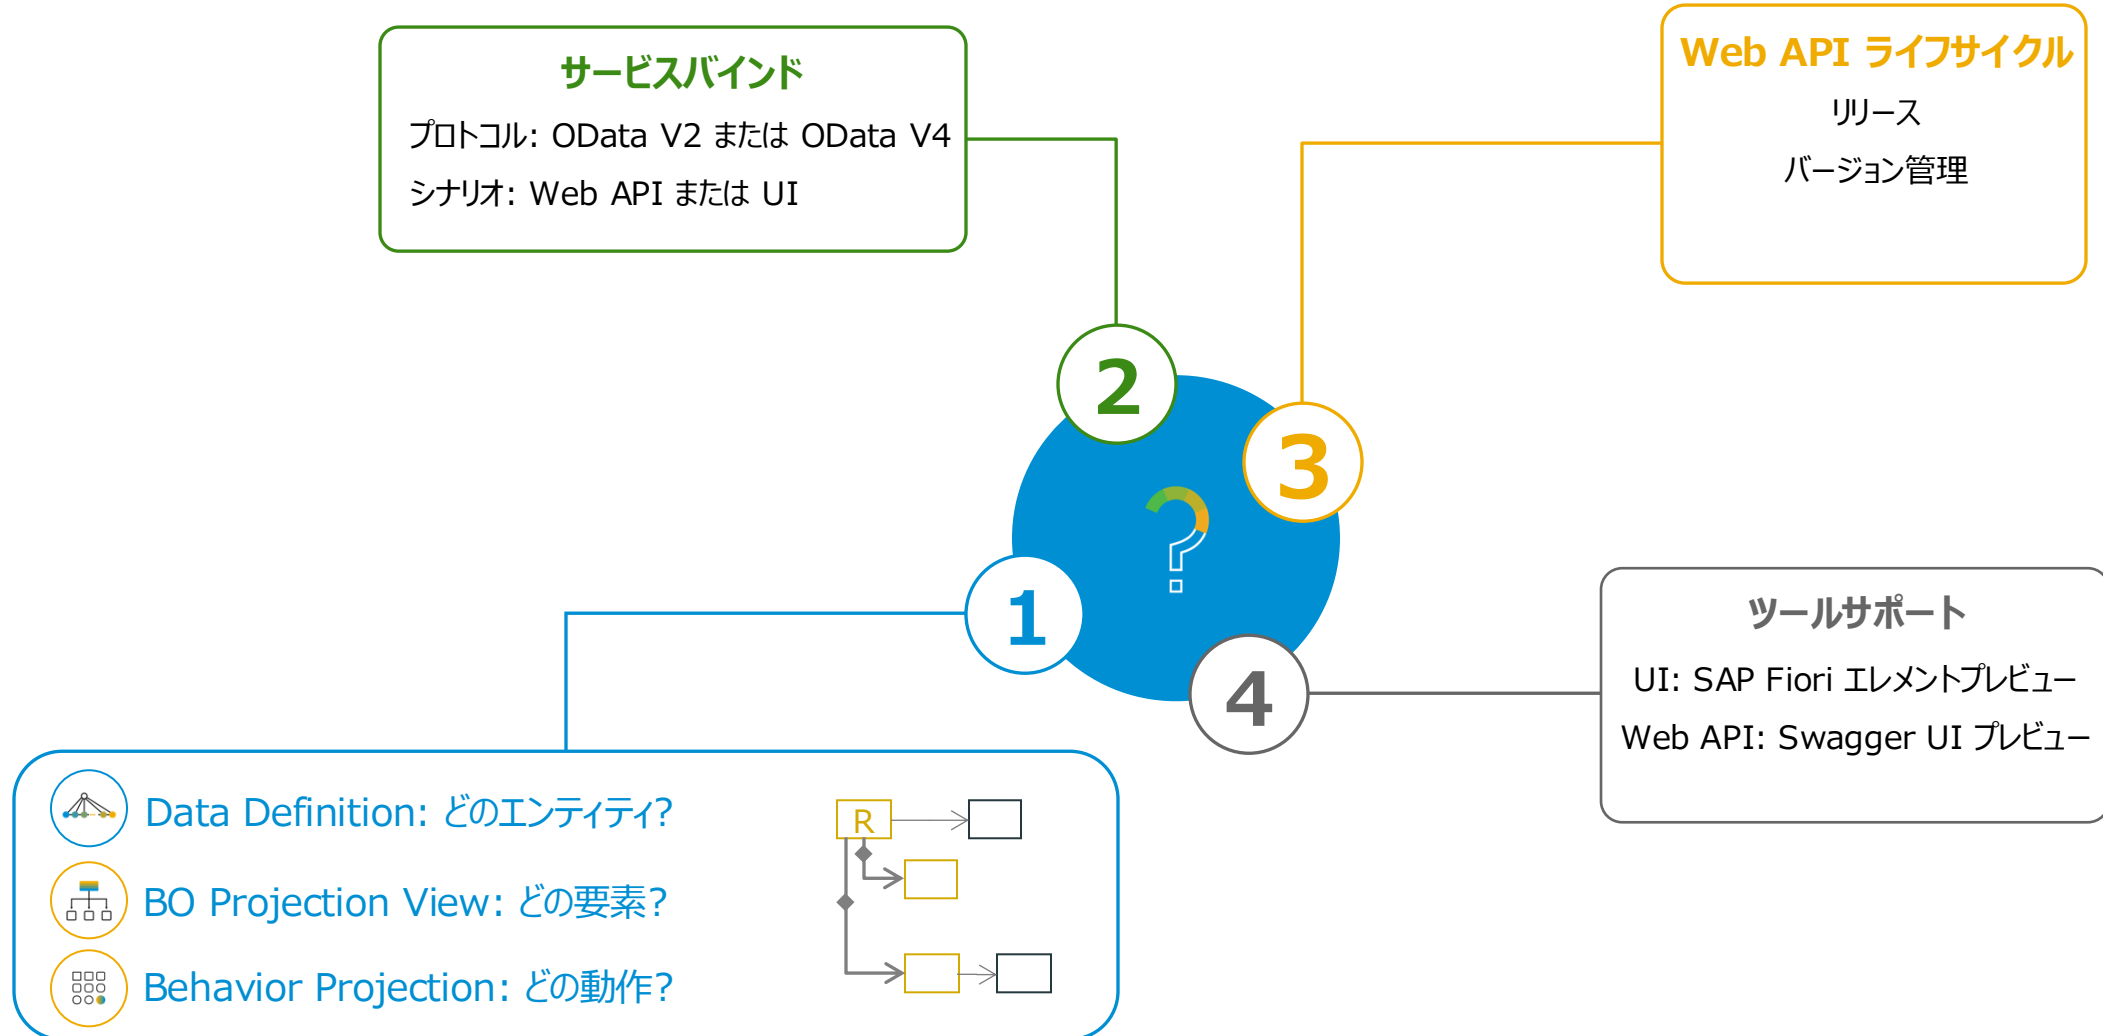 サービスバインド
プロトコル: OData V2 または OData V4
シナリオ: Web API または UI
Web API ライフサイクル
リリース
バージョン管理
2
3
?
1
4
ツールサポート
UI: SAP Fiori エレメントプレビュー
Web API: Swagger UI プレビュー
Data Definition: どのエンティティ?
BO Projection View: どの要素?
Behavior Projection: どの動作?
R